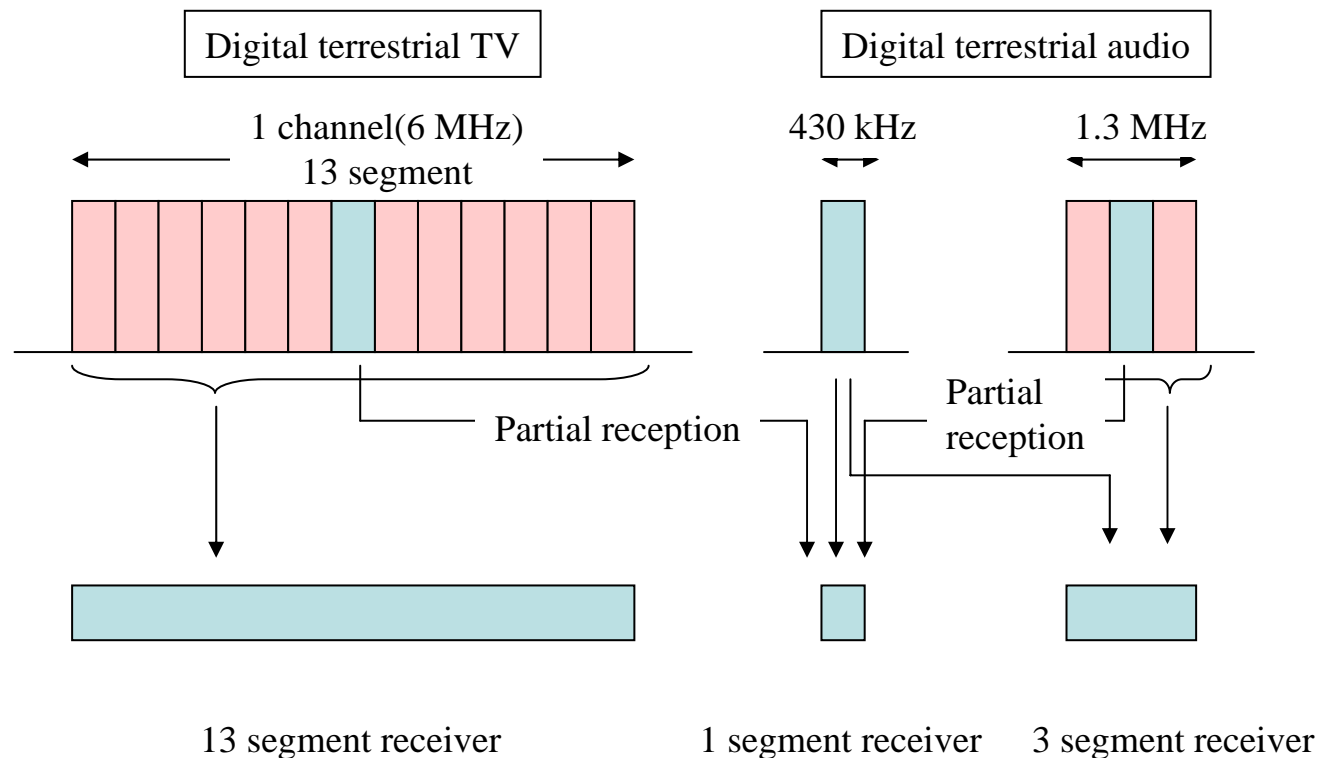 Digital terrestrial TV
Digital terrestrial audio
1 channel(6 MHz)
13 segment
430 kHz
1.3 MHz
Partial reception
Partial
reception
13 segment receiver
1 segment receiver
3 segment receiver